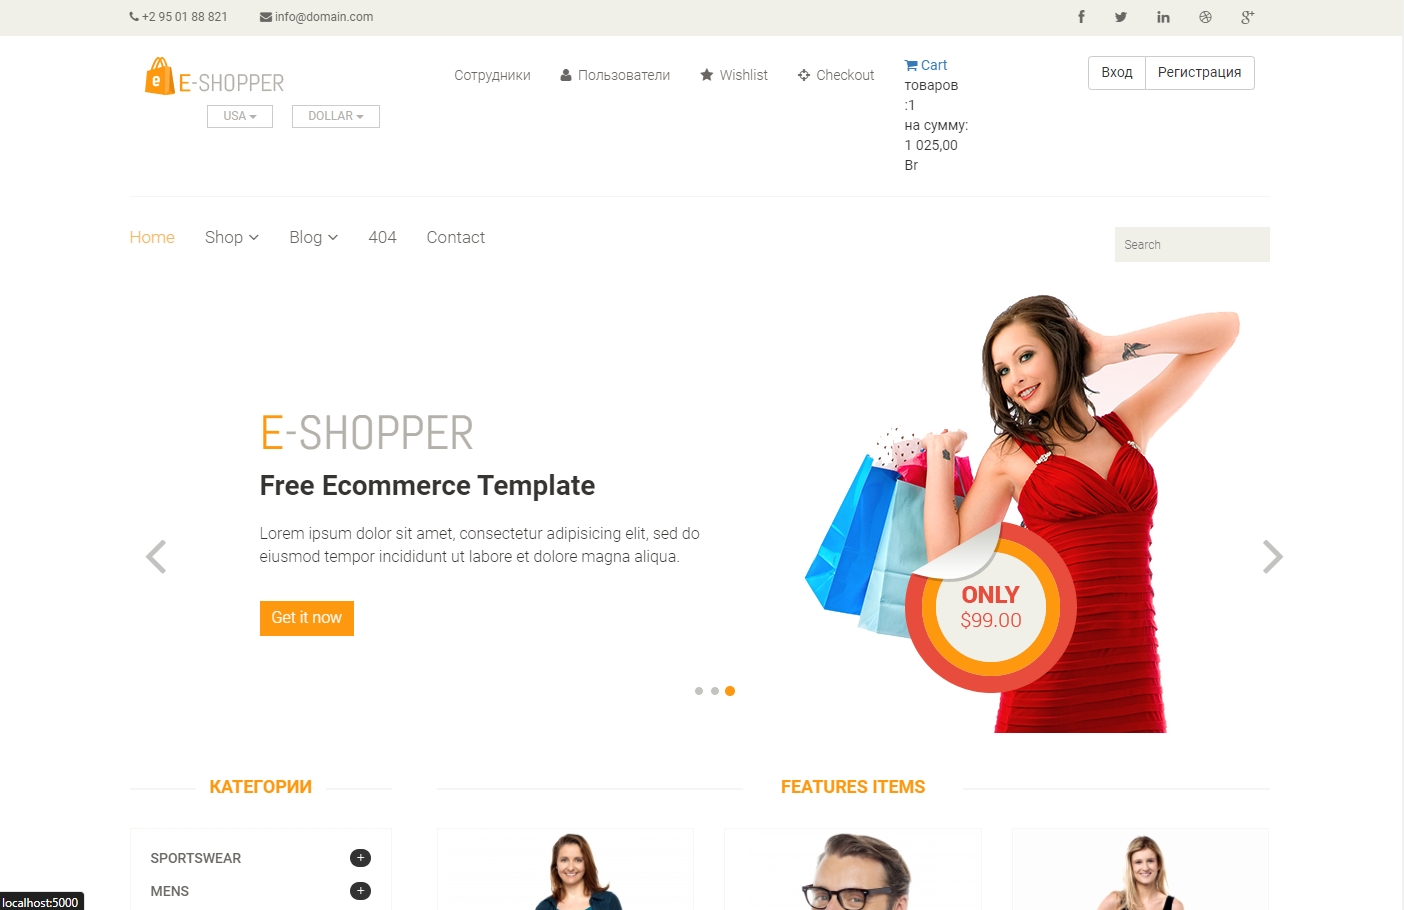 +2 95 01 88 821
info@domain.com
E-SHOPPER
USA
DOLLAR
Сотрудники
Пользователи
Wishlist
Checkout
Cart
товаров
:1
на сумму:
1 025,00
Br
Вход
Регистрация
Home
Shop
Blog
404
Contact
Search
E-SHOPPER
Free Ecommerce Template
Lorem ipsum dolor sit amet, consectetur adipisicing elit, sed do
eiusmod tempor incididunt ut labore et dolore magna aliqua.
Get it now
ONLY
$99.00
КАТЕГОРИИ
FEATURES ITEMS
SPORTSWEAR
MENS
localhost:5000